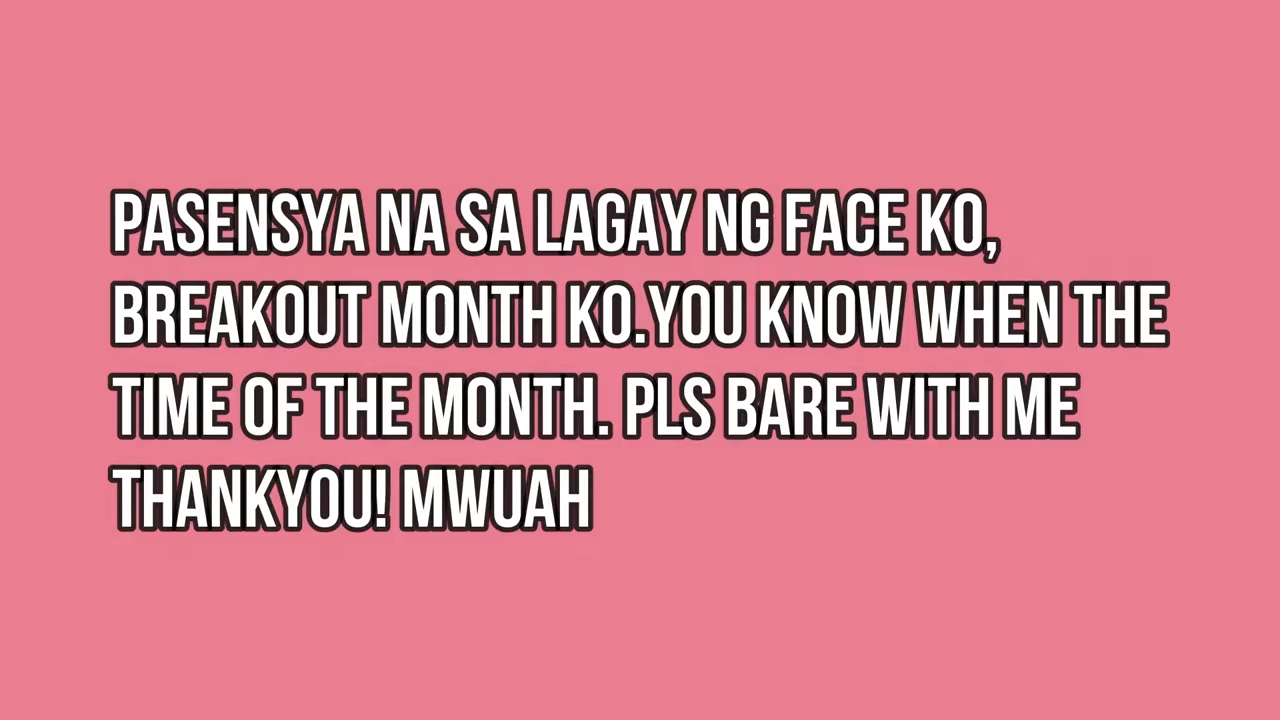 PASENSYA NA SA LAGAY NG FACE KO,
BREAKOUT MONTH KO.YOU KNOW WHEN THE
TIME OF THE MONTH. PLS BARE WITH ME
THANKYOU! MWUAH